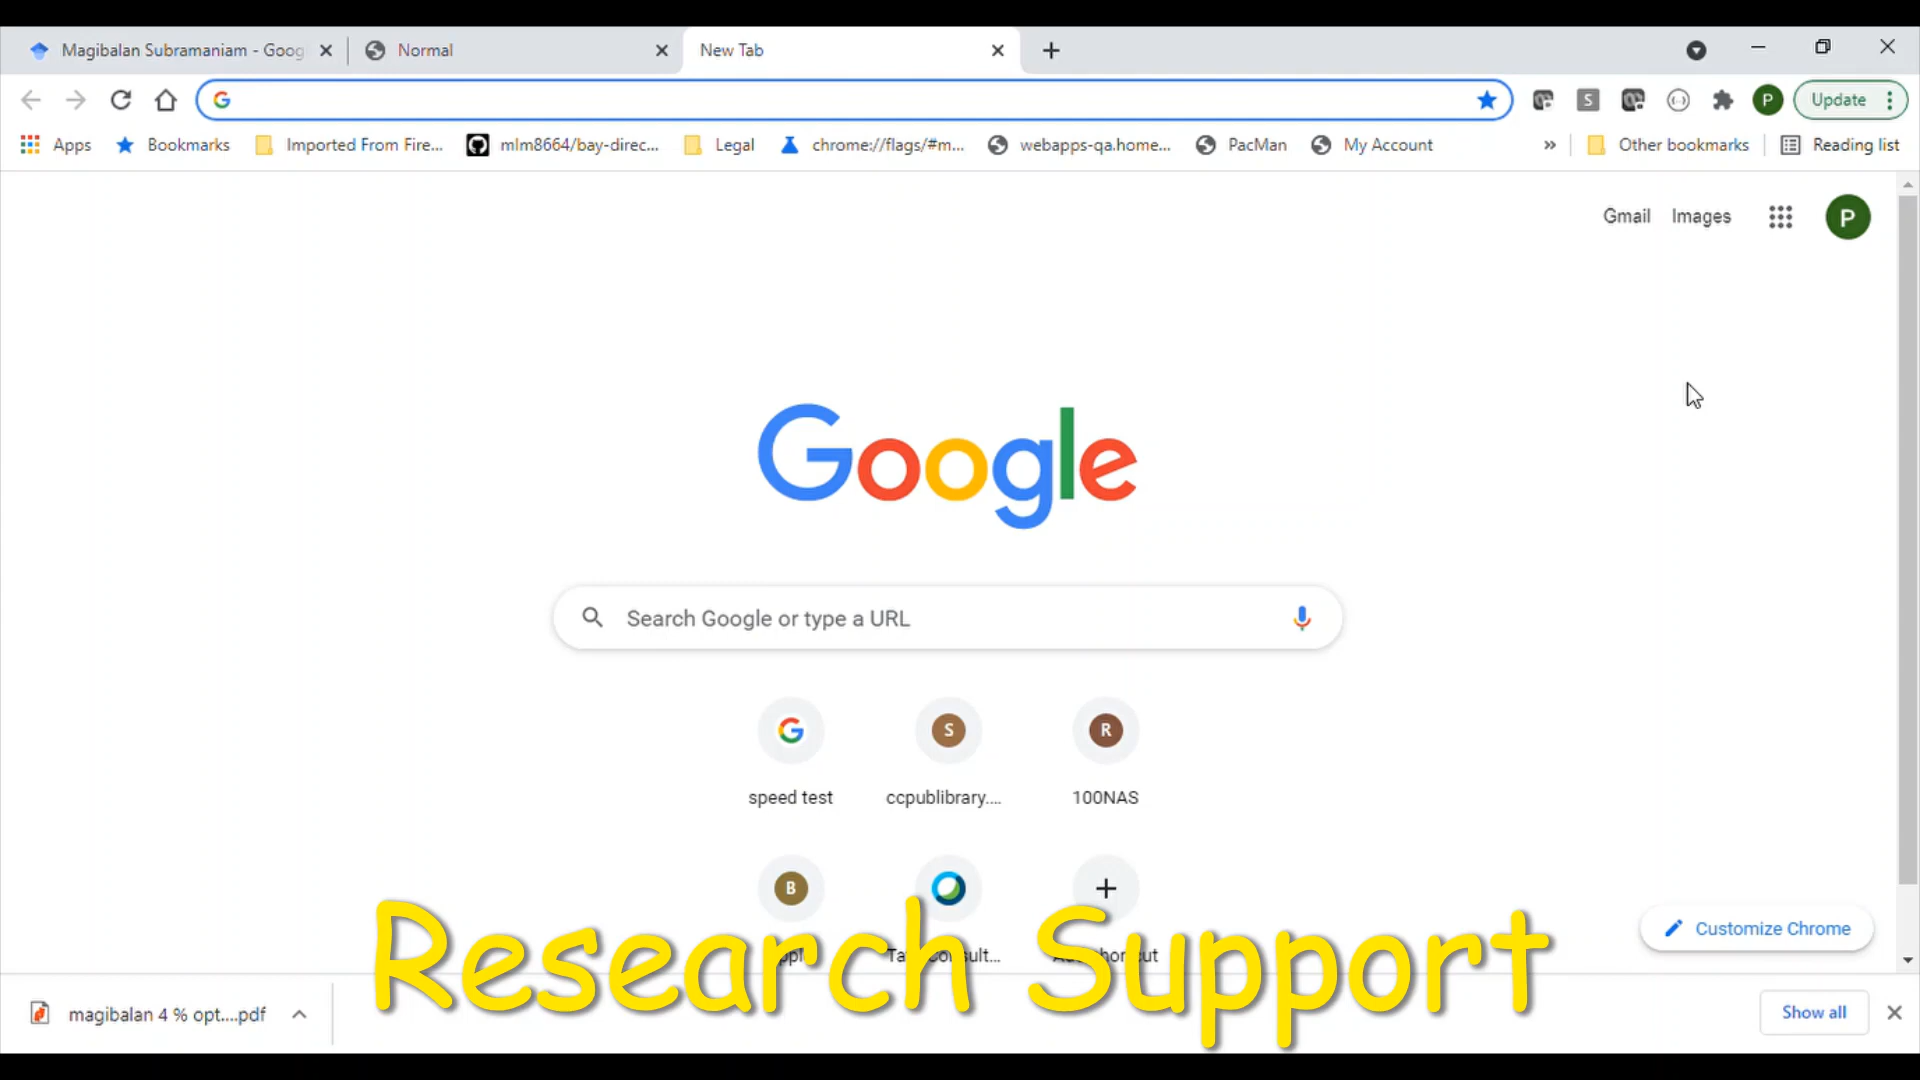 Magibalan Subramaniam - Goog
Normal
New Tab
Update
Apps
Bookmarks
Imported From Fire...
mlm8664/bay-direc...
Legal
chrome://flags/#m...
webapps-qa.home...
PacMan
My Account
»
Other bookmarks
Reading list
Gmail
Images
P
Google
Search Google or type a URL
G
S
R
speed test
ccpublibrary....
100NAS
B
Customize Chrome
Research Support
magibalan 4 % opt....pdf
Show all